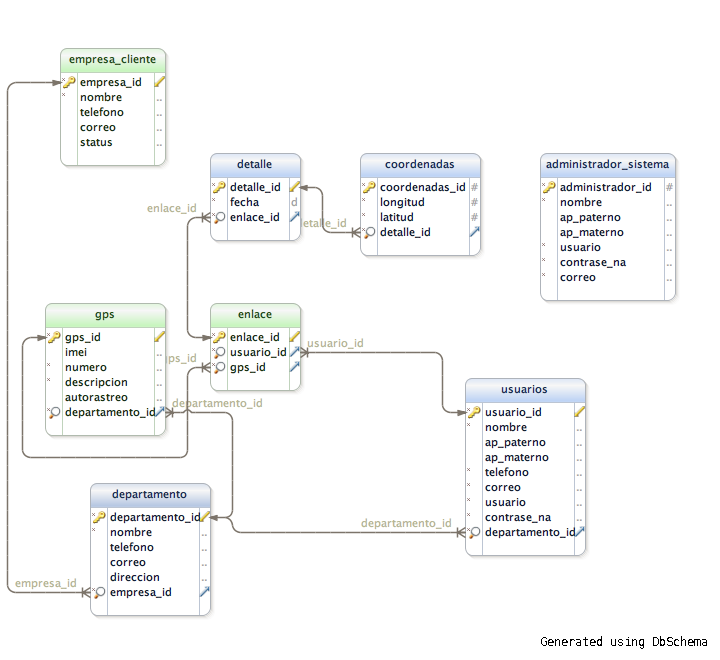 empresa_cliente
empresa_id
nombre
telefono
correo
status
detalle
detalle_id
fecha
enlace_id
d
coordenadas
coordenadas_id #
longitud #
latitud #
detalle_id
administrador_sistema
administrador_id #
nombre
ap_paterno
ap_materno
usuario
contrase_na
correo
enlace_id
etalle_id
gps
gps_id
imei
numero
descripcion
autorastreo
departamento_id
enlace
enlace_id
usuario_id
gps_id
usuario_id
ps_id
departamento_id
usuarios
usuario_id
nombre
ap_paterno
ap_materno
telefono
correo
usuario
contrase_na
departamento_id
departamento
departamento_id
nombre
telefono
correo
direccion
empresa_id
departamento_id
empresa_id
Generated using DbSchema